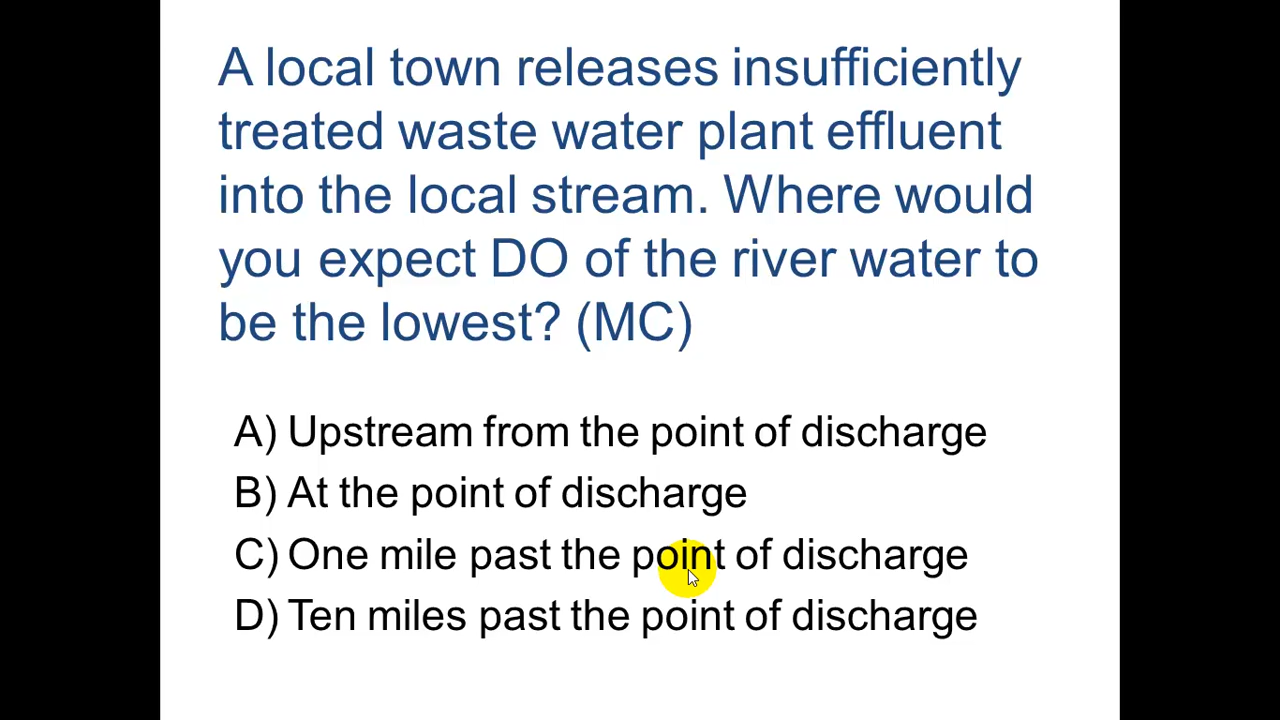 A local town releases insufficiently
treated waste water plant effluent
into the local stream. Where would
you expect DO of the river water to
be the lowest? (MC)
A) Upstream from the point of discharge
B) At the point of discharge
C) One mile past the point of discharge
D) Ten miles past the point of discharge